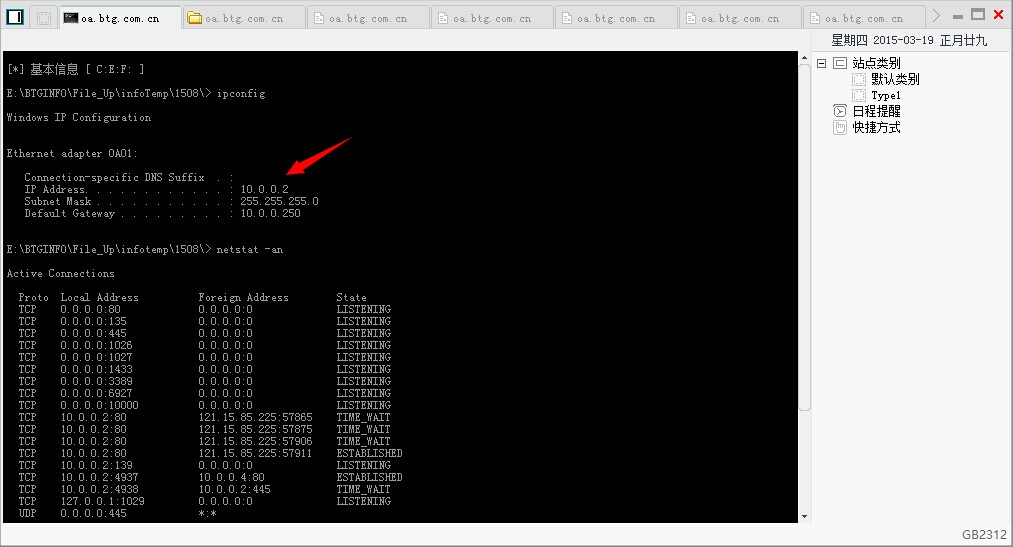 oa.btg.com.cn oa.btg.com.cn oa.btg.com.cn oa.btg.com.cn oa.btg.com.cn oa.btg.com.cn oa.btg.com.cn
星期四 2015-03-19 正月廿九
站点类别
默认类别
Type1
日程提醒
快捷方式
[*] 基本信息 [ C:E:F: ]
E:\BTGINFO\File_Up\infoTemp\1508\> ipconfig
Windows IP Configuration
Ethernet adapter OA01:
Connection-specific DNS Suffix . :
IP Address. . . . . . . . . . . . : 10.0.0.2
Subnet Mask . . . . . . . . . . . : 255.255.255.0
Default Gateway . . . . . . . . . : 10.0.0.250
E:\BTGINFO\File_Up\infotemp\1508\> netstat -an
Active Connections
Proto Local Address Foreign Address State
TCP 0.0.0.0:80 0.0.0.0:0 LISTENING
TCP 0.0.0.0:135 0.0.0.0:0 LISTENING
TCP 0.0.0.0:445 0.0.0.0:0 LISTENING
TCP 0.0.0.0:1026 0.0.0.0:0 LISTENING
TCP 0.0.0.0:1027 0.0.0.0:0 LISTENING
TCP 0.0.0.0:1433 0.0.0.0:0 LISTENING
TCP 0.0.0.0:3389 0.0.0.0:0 LISTENING
TCP 0.0.0.0:6927 0.0.0.0:0 LISTENING
TCP 0.0.0.0:10000 0.0.0.0:0 LISTENING
TCP 10.0.0.2:80 121.15.85.225:57865 TIME_WAIT
TCP 10.0.0.2:80 121.15.85.225:57875 TIME_WAIT
TCP 10.0.0.2:80 121.15.85.225:57906 TIME_WAIT
TCP 10.0.0.2:80 121.15.85.225:57911 ESTABLISHED
TCP 10.0.0.2:139 0.0.0.0:0 LISTENING
TCP 10.0.0.2:4937 10.0.0.4:80 ESTABLISHED
TCP 10.0.0.2:4938 10.0.0.2:445 TIME_WAIT
TCP 127.0.0.1:1029 0.0.0.0:0 LISTENING
UDP 0.0.0.0:445 *:*
GB2312